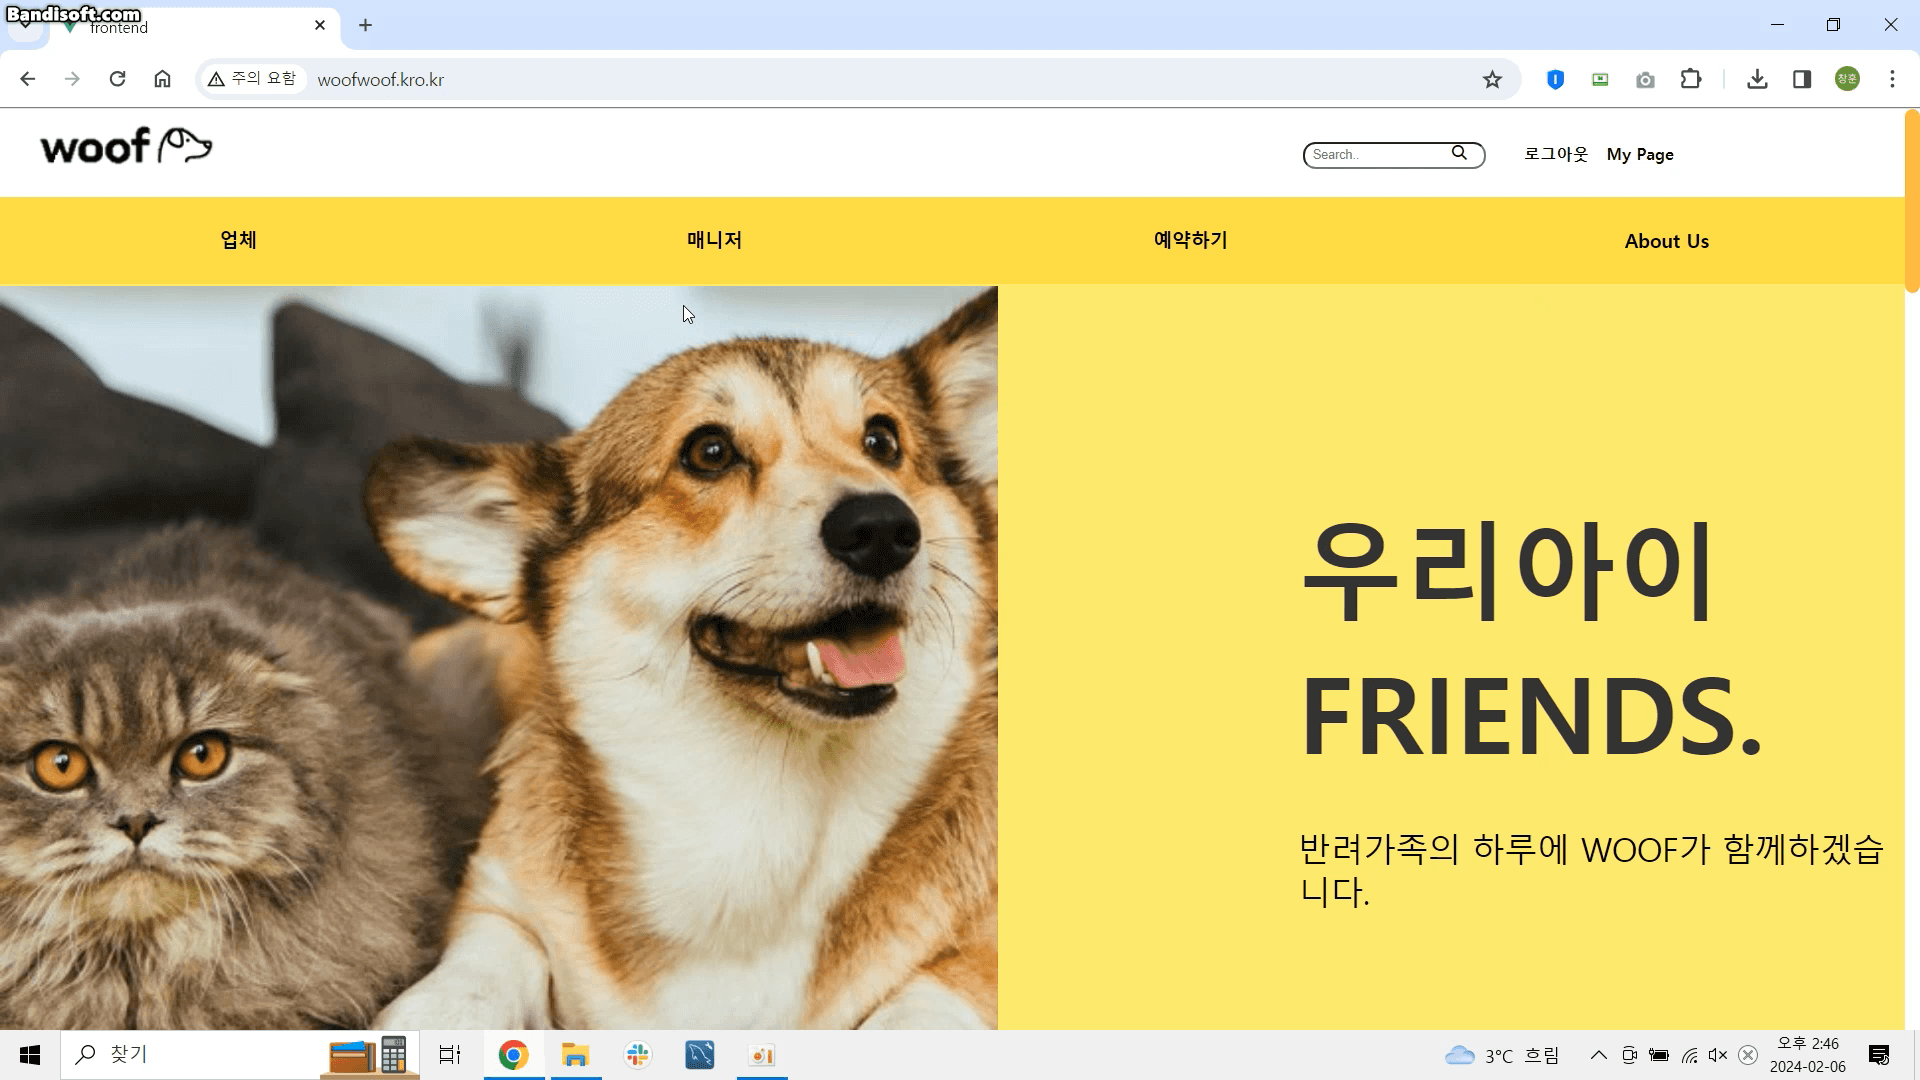 Bandisoft.com
frontend
주의 요함
woofwoof.kro.kr
창훈
woof
Search..
로그아웃
My Page
업체
매니저
예약하기
About Us
우리아이
FRIENDS.
반려가족의 하루에 WOOF가 함께하겠습
니다.
찾기
3°C 흐림
오후 2:46
2024-02-06